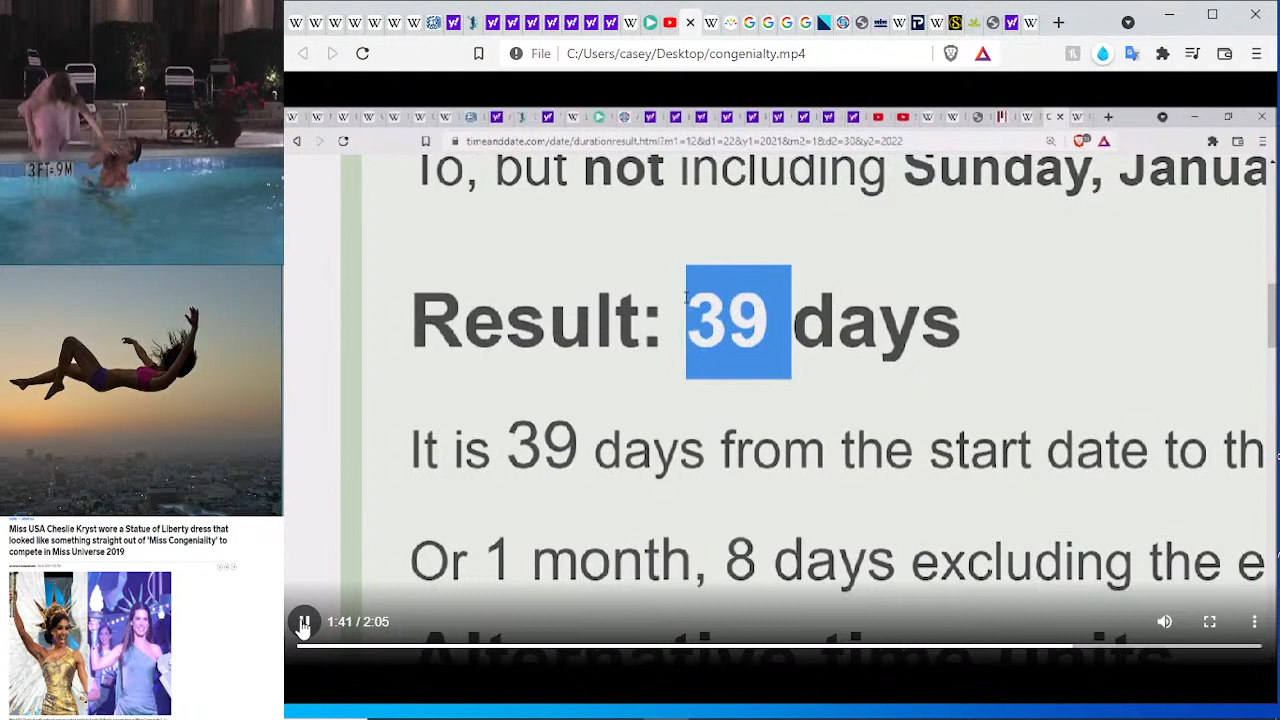 File
C:/Users/casey/Desktop/congenialty.mp4
timeanddate.com/date/durationresult.html?m1=12&d1=22&y1=2021&m2=1&d2=30&y2=2022
To, but not including Sunday, Janua
Result: 39 days
It is 39 days from the start date to th
Or 1 month, 8 days excluding the e
Alternative time units
1:41 / 2:05
3FT-9M
Miss USA Cheslie Kryst wore a Statue of Liberty dress that
looked like something straight out of 'Miss Congeniality' to
compete in Miss Universe 2019